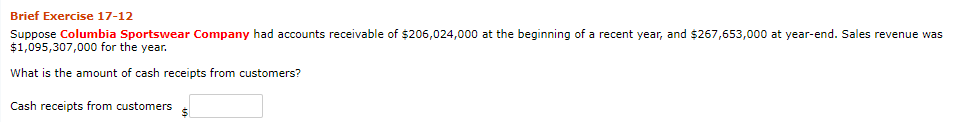 Brief Exercise 17-12
Suppose Columbia Sportswear Company had accounts receivable of $206,024,000 at the beginning of a recent year, and $267,653,000 at year-end. Sales revenue was
$1,095,307,000 for the year.
What is the amount of cash receipts from customers?
Cash receipts from customers $